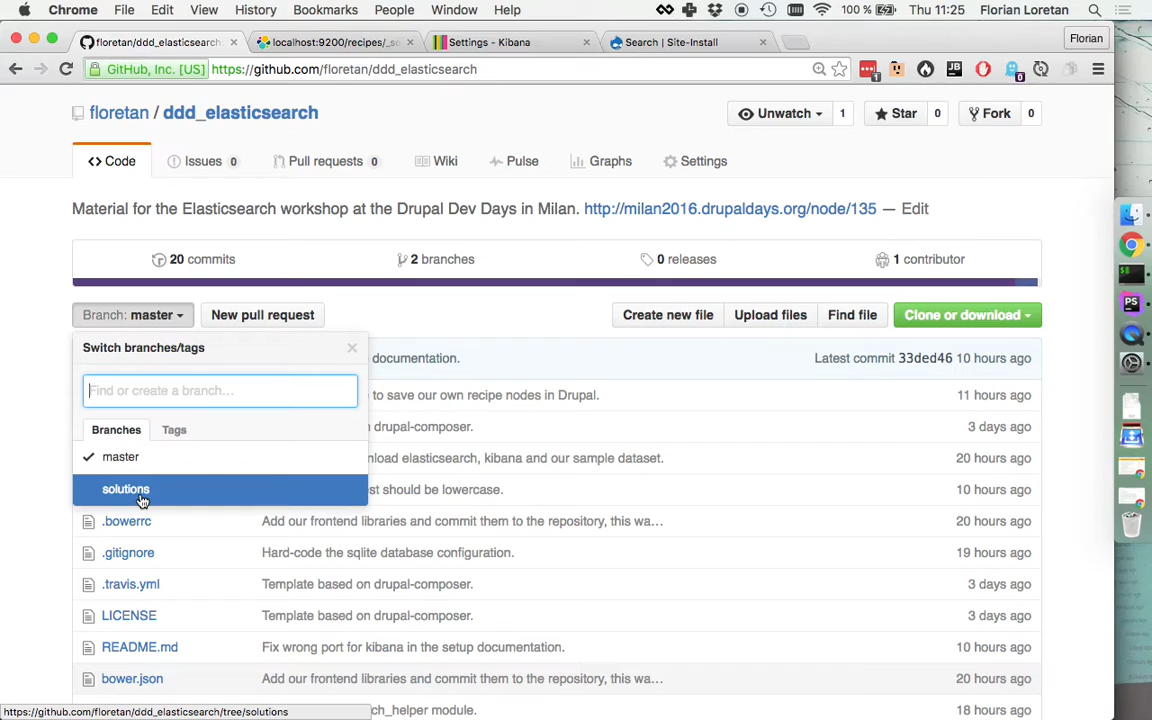 Chrome File Edit View History Bookmarks People Window Help 100 % Thu 11:25 Florian Loretan
floretan/ddd_elasticsearch: localhost:9200/recipes/_se Settings - Kibana Search | Site-Install Florian
GitHub, Inc. [US] https://github.com/floretan/ddd_elasticsearch
floretan / ddd_elasticsearch Unwatch 1 Star 0 Fork 0
Code Issues 0 Pull requests 0 Wiki Pulse Graphs Settings
Material for the Elasticsearch workshop at the Drupal Dev Days in Milan. http://milan2016.drupaldays.org/node/135 — Edit
20 commits 2 branches 0 releases 1 contributor
Branch: master New pull request Create new file Upload files Find file Clone or download
Switch branches/tags
documentation. Latest commit 33ded46 10 hours ago
Find or create a branch...
to save our own recipe nodes in Drupal. 11 hours ago
Branches Tags
drupal-composer. 3 days ago
master
nload elasticsearch, kibana and our sample dataset. 20 hours ago
solutions
est should be lowercase. 10 hours ago
.bowerrc Add our frontend libraries and commit them to the repository, this wa... 20 hours ago
.gitignore Hard-code the sqlite database configuration. 19 hours ago
.travis.yml Template based on drupal-composer. 3 days ago
LICENSE Template based on drupal-composer. 3 days ago
README.md Fix wrong port for kibana in the setup documentation. 10 hours ago
bower.json Add our frontend libraries and commit them to the repository, this wa... 20 hours ago
https://github.com/floretan/ddd_elasticsearch/tree/solutions
rch_helper module. 18 hours ago